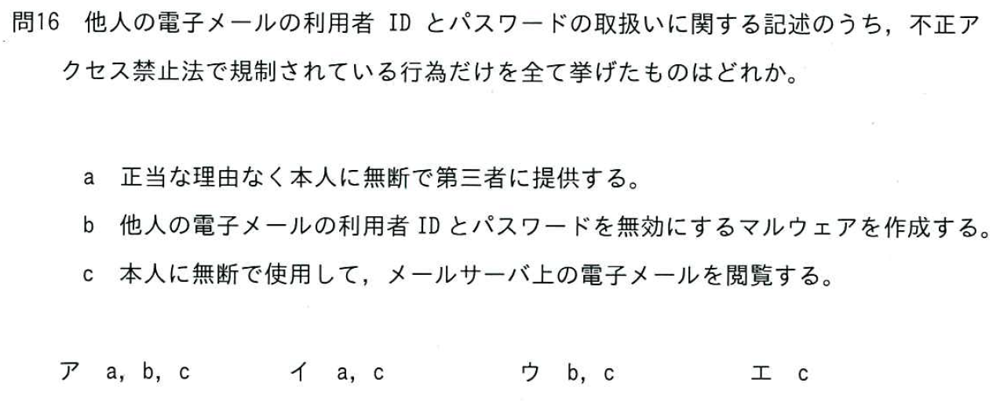 問16 他人の電子メールの利用者 ID とパスワードの取扱いに関する記述のうち，不正ア
クセス禁止法で規制されている行為だけを全て挙げたものはどれか。
a 正当な理由なく本人に無断で第三者に提供する。
b 他人の電子メールの利用者 ID とパスワードを無効にするマルウェアを作成する。
c 本人に無断で使用して，メールサーバ上の電子メールを閲覧する。
ア a, b, c イ a, c ウ b, c エ c